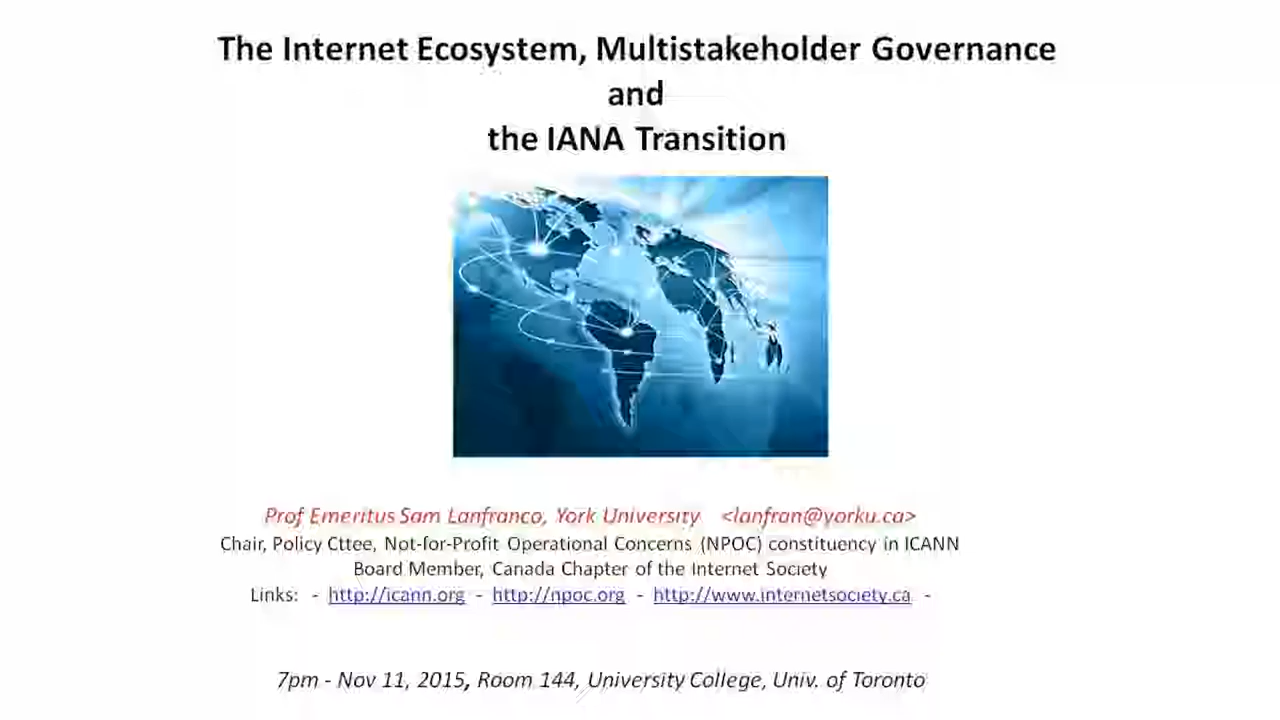 The Internet Ecosystem, Multistakeholder Governance
and
the IANA Transition
Prof Emeritus Sam Lanfranco, York University <lanfran@yorku.ca>
Chair, Policy Cttee, Not-for-Profit Operational Concerns (NPOC) constituency in ICANN
Board Member, Canada Chapter of the Internet Society
Links: - http://icann.org - http://npoc.org - http://www.internetsociety.ca -
7pm - Nov 11, 2015, Room 144, University College, Univ. of Toronto